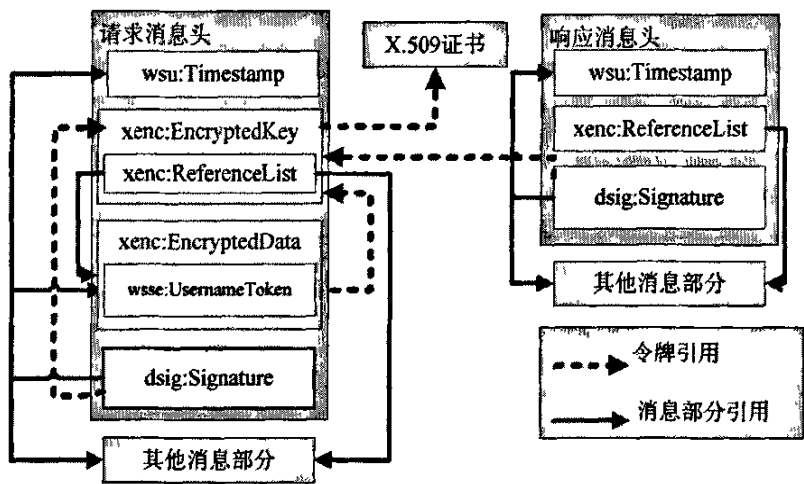 请求消息头
wsu:Timestamp
xenc:EncryptedKey
xenc:ReferenceList
xenc:EncryptedData
wsse:UsernameToken
dsig:Signature
其他消息部分
X.509证书
响应消息头
wsu:Timestamp
xenc:ReferenceList
dsig:Signature
其他消息部分
令牌引用
消息部分引用